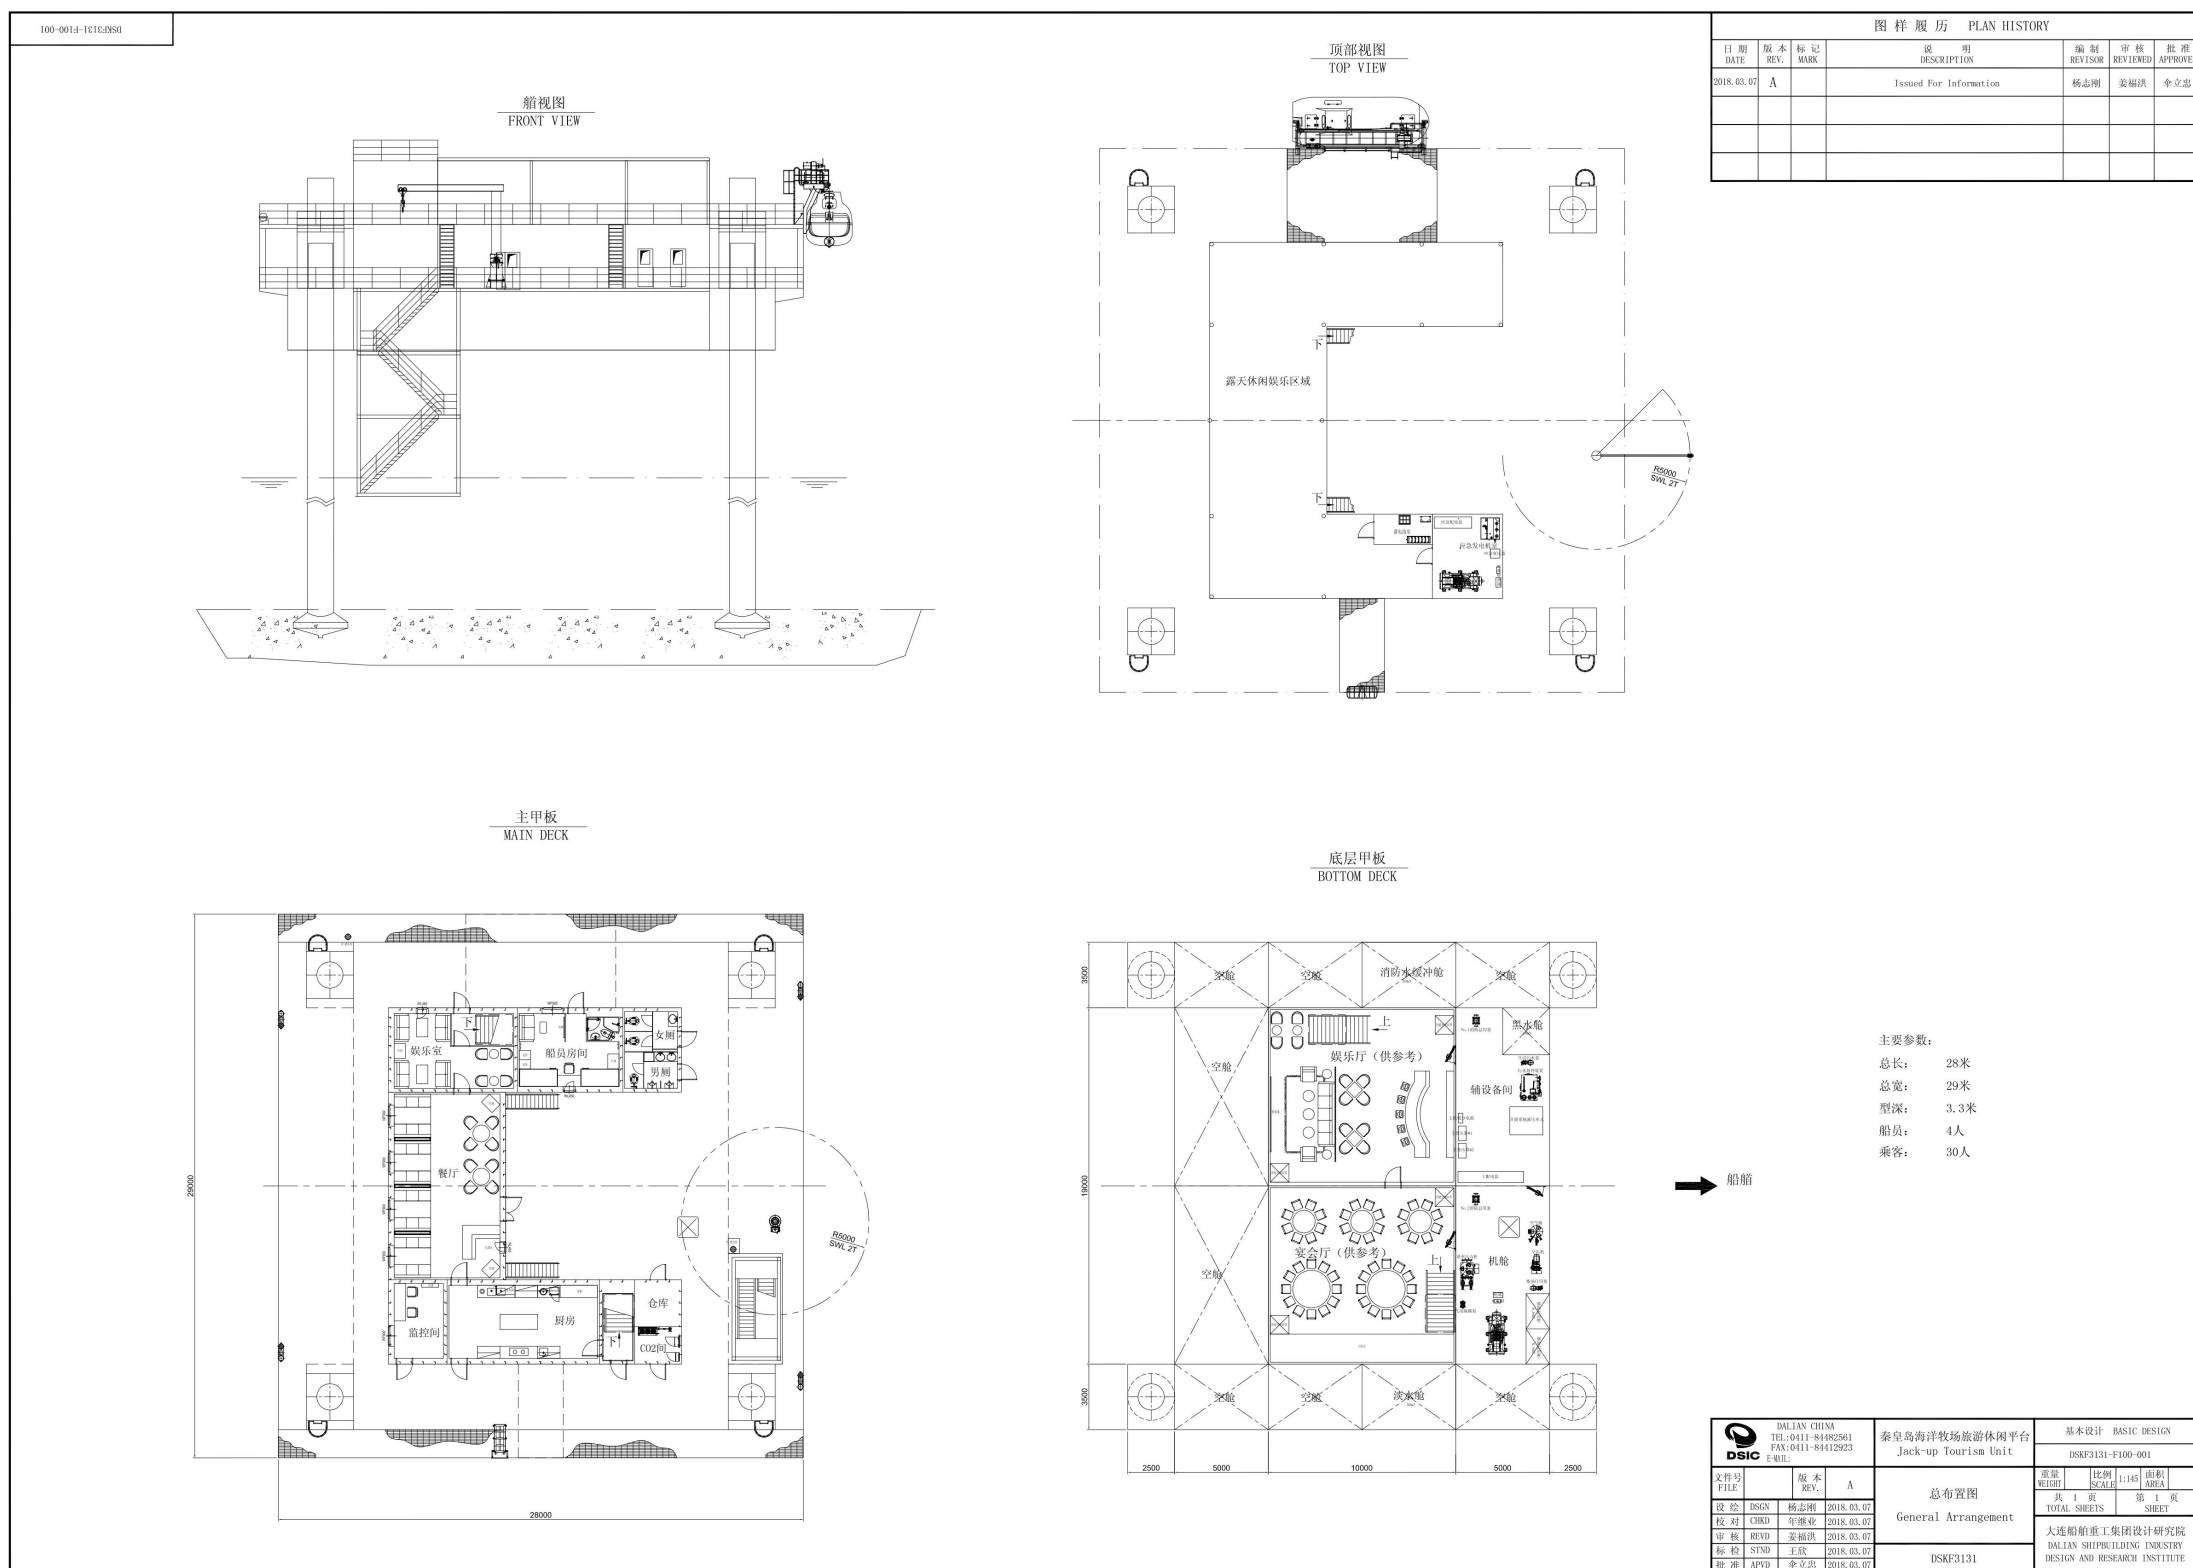 DSKF3131-F100-001
图样履历 PLAN HISTORY
日期 版本 标记 说明 编制 审核 批准
DATE REV. MARK DESCRIPTION REVISOR REVIEWED APPROVE
2018.03.07 A Issued For Information 杨志刚 姜福洪 伞立忠
艏视图
FRONT VIEW
顶部视图
TOP VIEW
下
露天休闲娱乐区域
R5000
SWL 2T
下
蓄电池室
应急配电盘
应急发电机室
主甲板
MAIN DECK
29000
28000
下
女厕
娱乐室
船员房间
男厕
餐厅
R5000
SWL 2T
仓库
监控间
厨房
下
CO2间
底层甲板
BOTTOM DECK
3500
19000
3500
空舱 空舱 消防水缓冲舱 空舱
上
黑水舱
娱乐厅（供参考）
空舱
辅设备间
主配电盘
宴会厅（供参考）
上
机舱
空舱
空舱 空舱 淡水舱 空舱
2500 5000 10000 5000 2500
主要参数:
总长: 28米
总宽: 29米
型深: 3.3米
船员: 4人
乘客: 30人
船艏
DSIC
DALIAN CHINA
TEL:0411-84482561
FAX:0411-84412923
E-MAIL:
秦皇岛海洋牧场旅游休闲平台
Jack-up Tourism Unit
基本设计 BASIC DESIGN
DSKF3131-F100-001
文件号 版本
FILE REV. A
重量 比例 1:145 面积
WEIGHT SCALE AREA
共 1 页 第 1 页
TOTAL SHEETS SHEET
总布置图
General Arrangement
设绘 DSGN 杨志刚 2018.03.07
校对 CHKD 年继业 2018.03.07
审核 REVD 姜福洪 2018.03.07
标检 STND 王欣 2018.03.07
批准 APVD 伞立忠 2018.03.07
DSKF3131
大连船舶重工集团设计研究院
DALIAN SHIPBUILDING INDUSTRY
DESIGN AND RESEARCH INSTITUTE